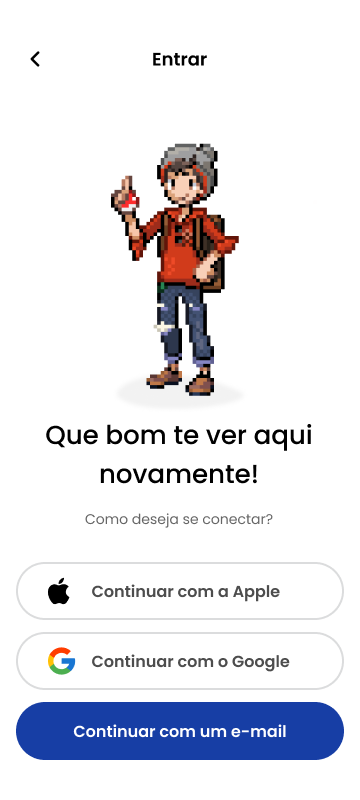 Entrar
Que bom te ver aqui
novamente!
Como deseja se conectar?
Continuar com a Apple
Continuar com o Google
Continuar com um e-mail